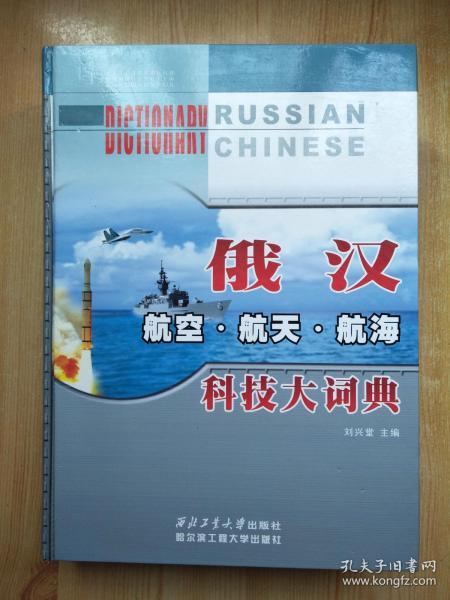 DICTIONARY
DICTIONARY
RUSSIAN
CHINESE
俄汉
航空·航天·航海
科技大词典
刘兴堂 主编
西北工业大学出版社
哈尔滨工程大学出版社
孔夫子旧书网
www.kongfz.com